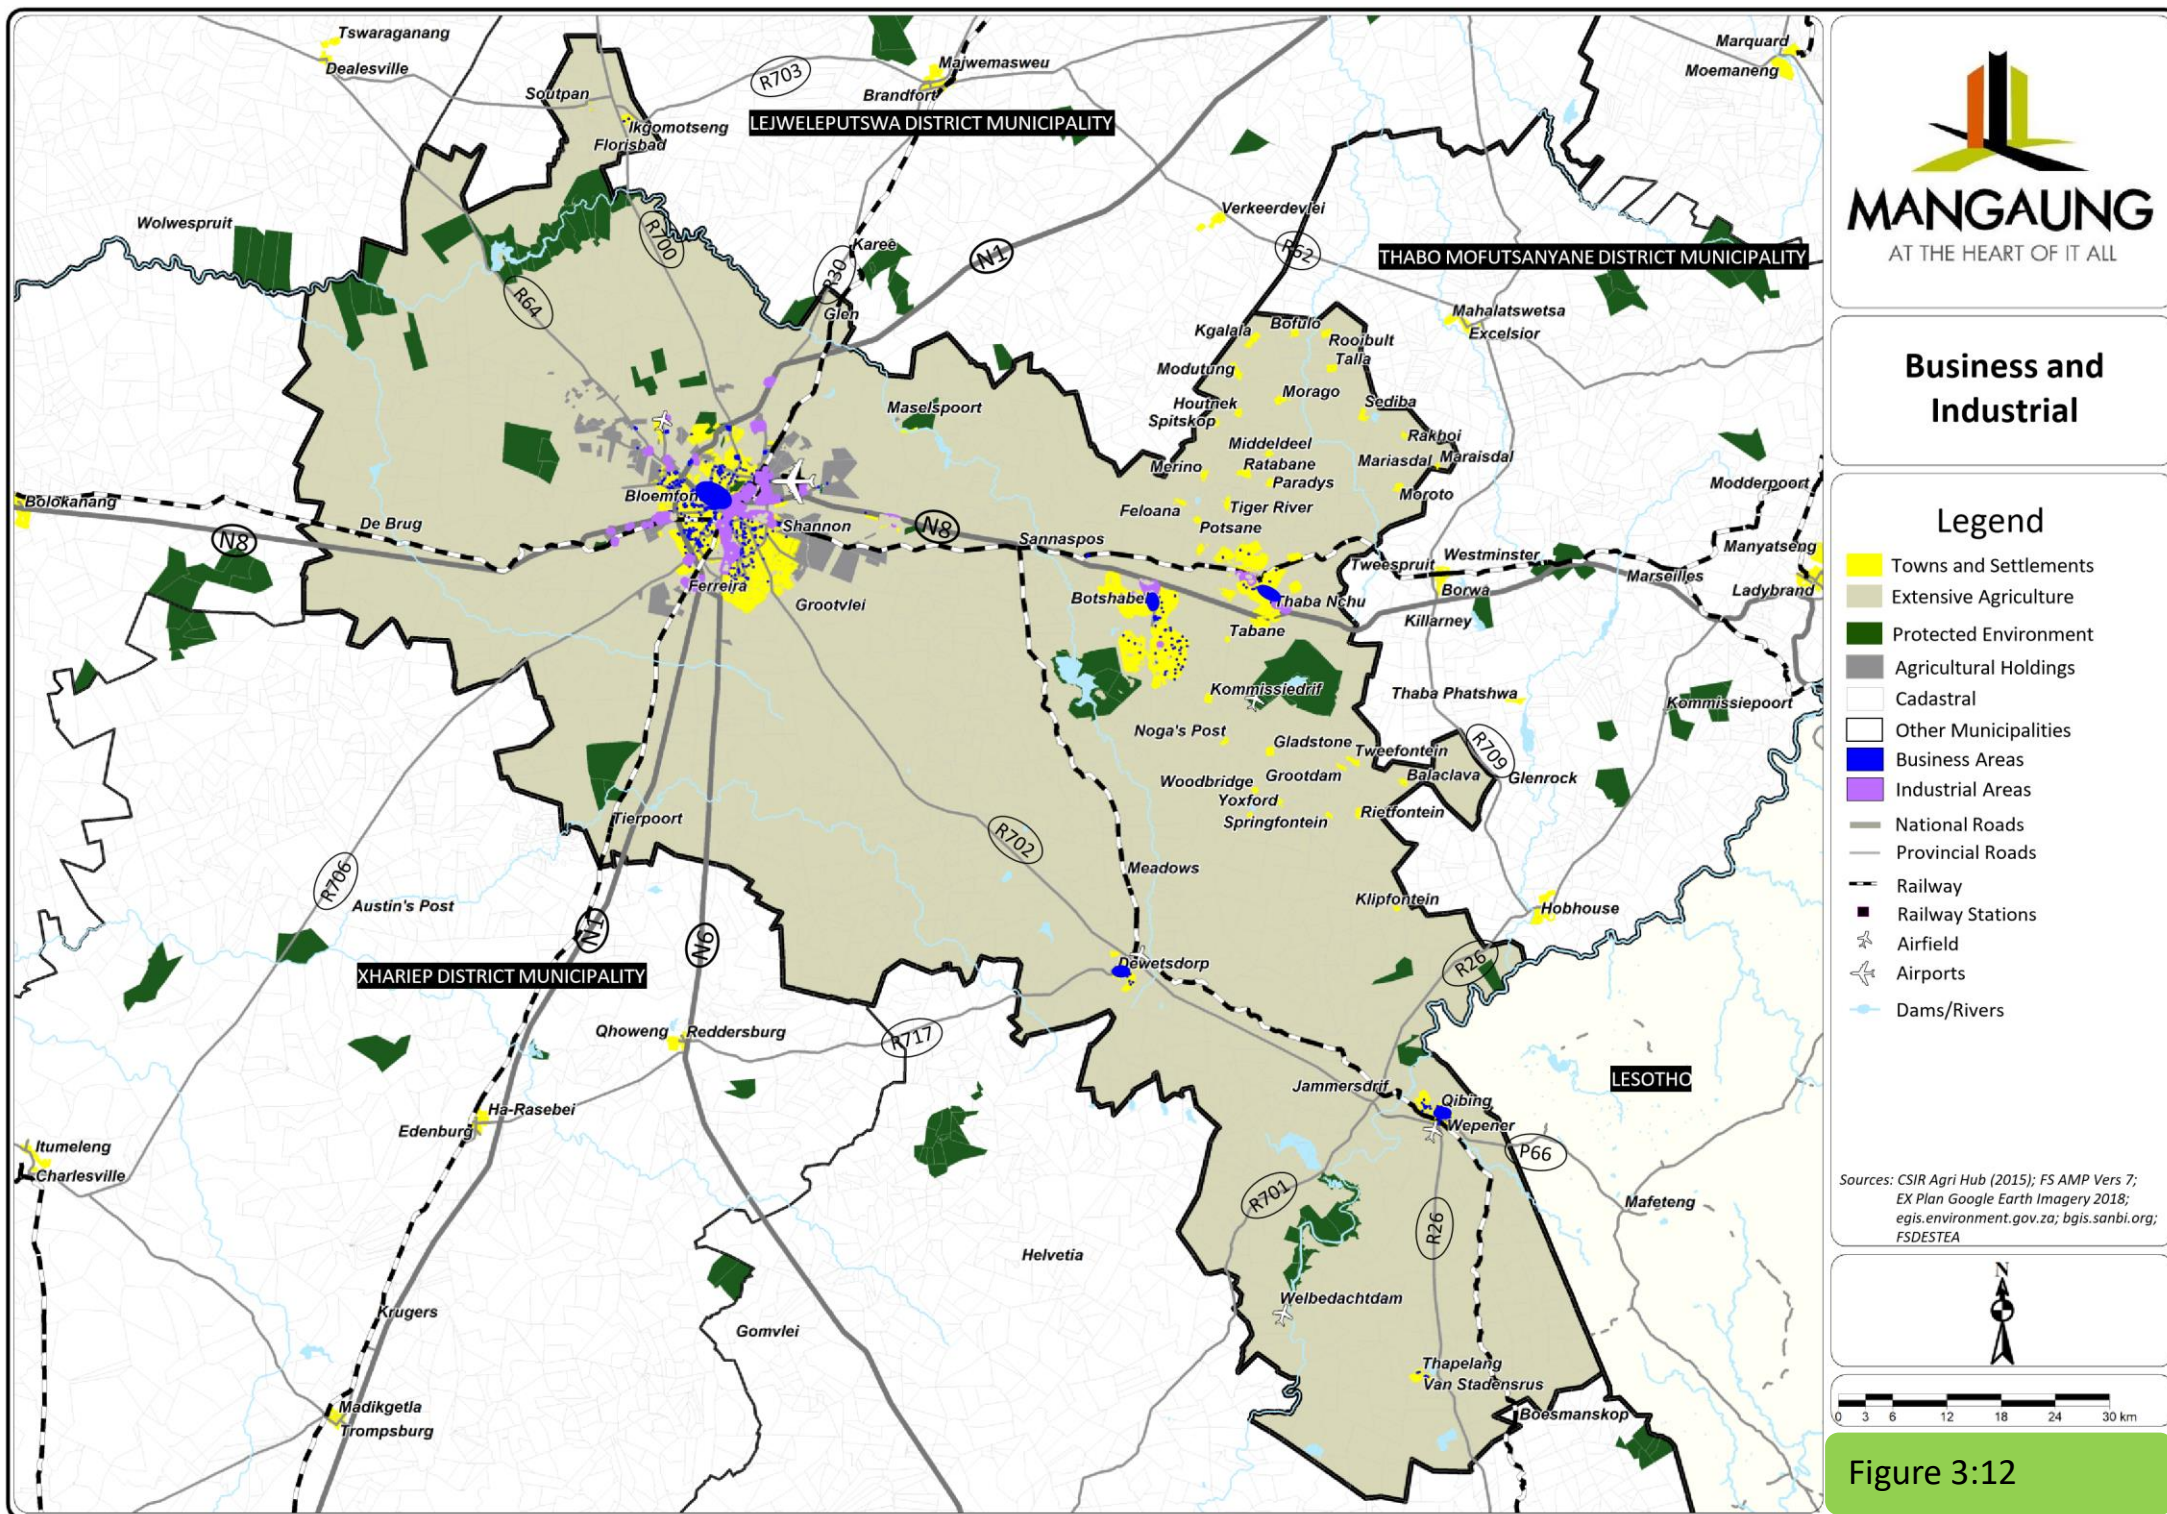 Tswaraganang
Dealesville
Soutpan
Ikgomotseng
Florisbad
R703
Majwemasweu
Brandfort
LEJWELEPUTSWA DISTRICT MUNICIPALITY
Marquard
Moemaneng
Wolwespruit
R700
R64
R30
Karee
Glen
N1
Verkeerdevlei
R62
THABO MOFUTSANYANE DISTRICT MUNICIPALITY
Mahalatswetsa
Excelsior
Kgalala
Bofulo
Rooibult
Talla
Modutung
Morago
Houtnek
Spitskop
Sediba
Maselspoort
Middeldeel
Rakhoi
Merino
Ratabane
Mariasdal
Maraisdal
Paradys
Moroto
Modderpoort
Bolokanang
De Brug
N8
Bloemfon
Shannon
N8
Feloana
Tiger River
Potsane
Sannaspos
Tweespruit
Westminster
Manyatseng
Marseilles
Ladybrand
Borwa
Ferreira
Grootvlei
Botshabel
Thaba Nchu
Tabane
Killarney
Kommissiedrif
Thaba Phatshwa
Kommissiepoort
Noga's Post
Gladstone
Tweefontein
R709
Woodbridge
Grootdam
Balaclava
Glenrock
Yoxford
Springfontein
Rietfontein
Tierpoort
R702
Meadows
R706
Austin's Post
Klipfontein
Hobhouse
N1
N6
XHARIEP DISTRICT MUNICIPALITY
Dewetsdorp
R26
Qhoweng
Reddersburg
R717
LESOTHO
Jammersdrif
Qibing
Wepener
Ha-Rasebei
Edenburg
Itumeleng
Charlesville
P66
R701
R26
Mafeteng
Helvetia
Welbedachtdam
Krugers
Gomvlei
Thapelang
Van Stadensrus
Madikgetla
Trompsburg
Boesmanskop
MANGAUNG
AT THE HEART OF IT ALL
Business and
Industrial
Legend
Towns and Settlements
Extensive Agriculture
Protected Environment
Agricultural Holdings
Cadastral
Other Municipalities
Business Areas
Industrial Areas
National Roads
Provincial Roads
Railway
Railway Stations
Airfield
Airports
Dams/Rivers
Sources: CSIR Agri Hub (2015); FS AMP Vers 7;
EX Plan Google Earth Imagery 2018;
egis.environment.gov.za; bgis.sanbi.org;
FSDESTEA
N
0 3 6 12 18 24 30 km
Figure 3:12